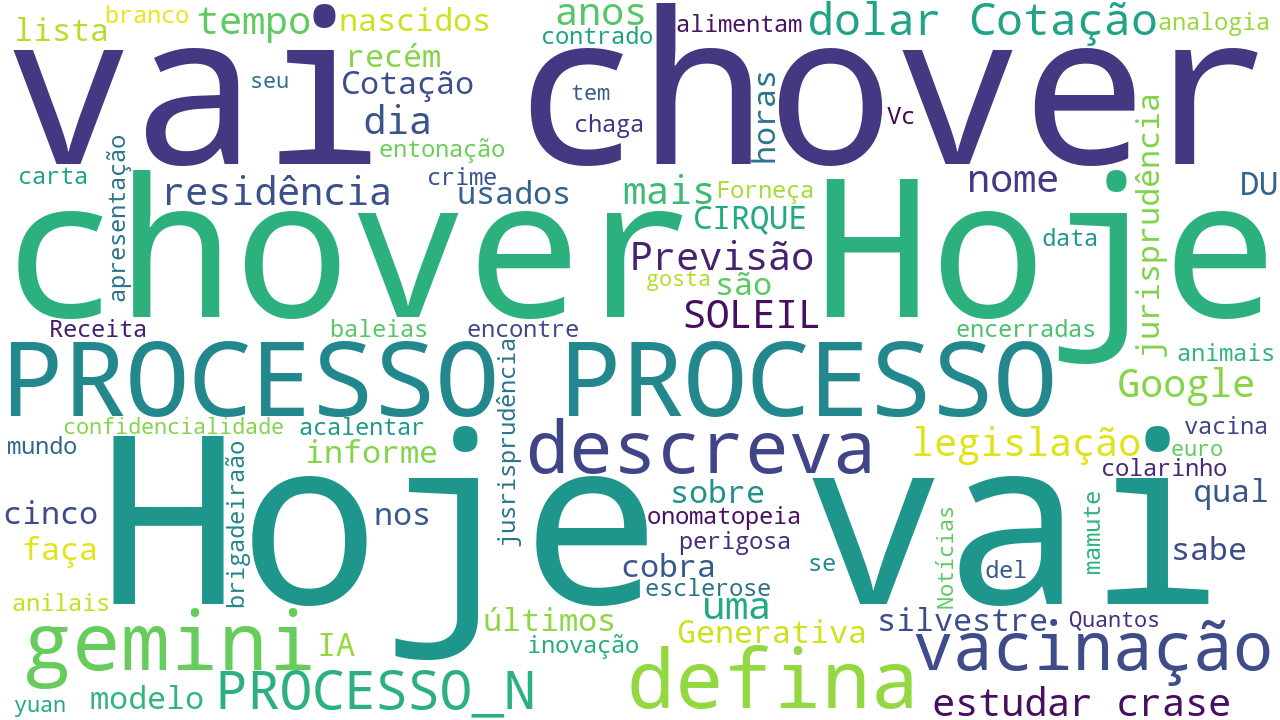 vai chover
lista
branco
tempo
nascidos
recém
Cotação
seu
dia
entonação
anos
contrado
alimentam
dolar Cotação
analogia
tem
chaga
horas
Vc
jurisprudência
carta
apresentação
residência
crime
usados
mais
Forneça
nome
DU
chover Hoje
CIRQUE
Previsão
data
gosta
são
SOLEIL
Receita
baleias
encontre
encerradas
animais
PROCESSO PROCESSO
Google
jusrisprudência
confidencialidade
acalentar
mundo
informe
descreva
legislação
vacina
euro
colarinho
Hoje vai
cinco
faça
brigadeiraão
nos
sobre
qual
onomatopeia
perigosa
mamute
sabe
cobra
se
Notícias
del
esclerose
anilais
uma
últimos
silvestre
Quantos
gemini
IA
inovação
Generativa
vacinação
defina
yuan
modelo
PROCESSO_N
estudar crase